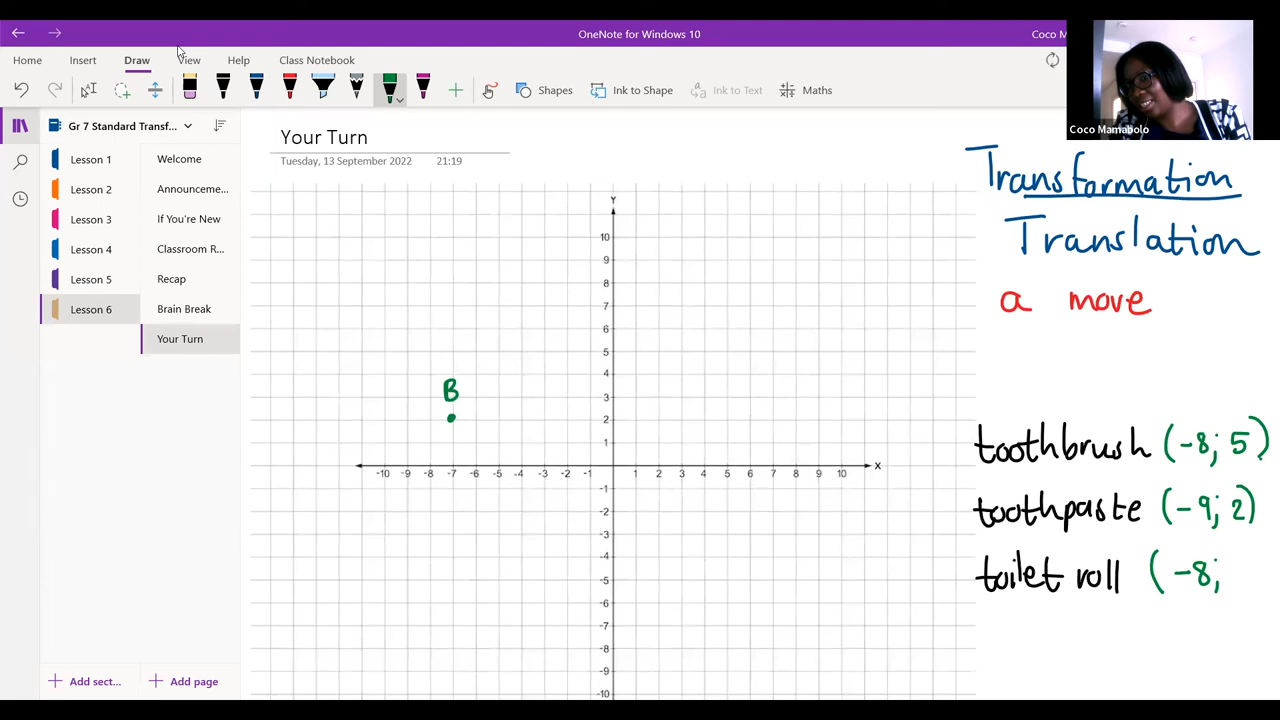 OneNote for Windows 10
Coco M
Home Insert Draw View Help Class Notebook
Shapes Ink to Shape Ink to Text Maths
Coco Mamabolo
Gr 7 Standard Transf...
Lesson 1
Lesson 2
Lesson 3
Lesson 4
Lesson 5
Lesson 6
Welcome
Announceme...
If You're New
Classroom R...
Recap
Brain Break
Your Turn
Add sect...
Add page
Your Turn
Tuesday, 13 September 2022 21:19
Y
10
9
8
7
6
5
4
3
2
1
-10 -9 -8 -7 -6 -5 -4 -3 -2 -1 1 2 3 4 5 6 7 8 9 10 X
-1
-2
-3
-4
-5
-6
-7
-8
-9
-10
B
Transformation
Translation
a move
toothbrush (-8; 5)
toothpaste (-9; 2)
toilet roll (-8;